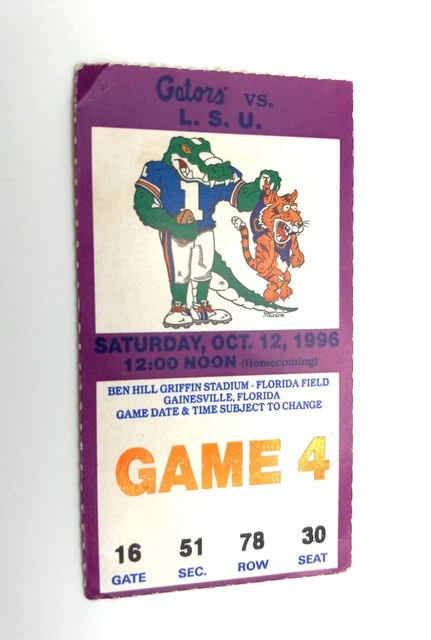 Gators vs.
L. S. U.
1
SATURDAY, OCT. 12, 1996
12:00 NOON (Homecoming)
BEN HILL GRIFFIN STADIUM - FLORIDA FIELD
GAINESVILLE, FLORIDA
GAME DATE & TIME SUBJECT TO CHANGE
GAME 4
16 51 78 30
GATE SEC. ROW SEAT